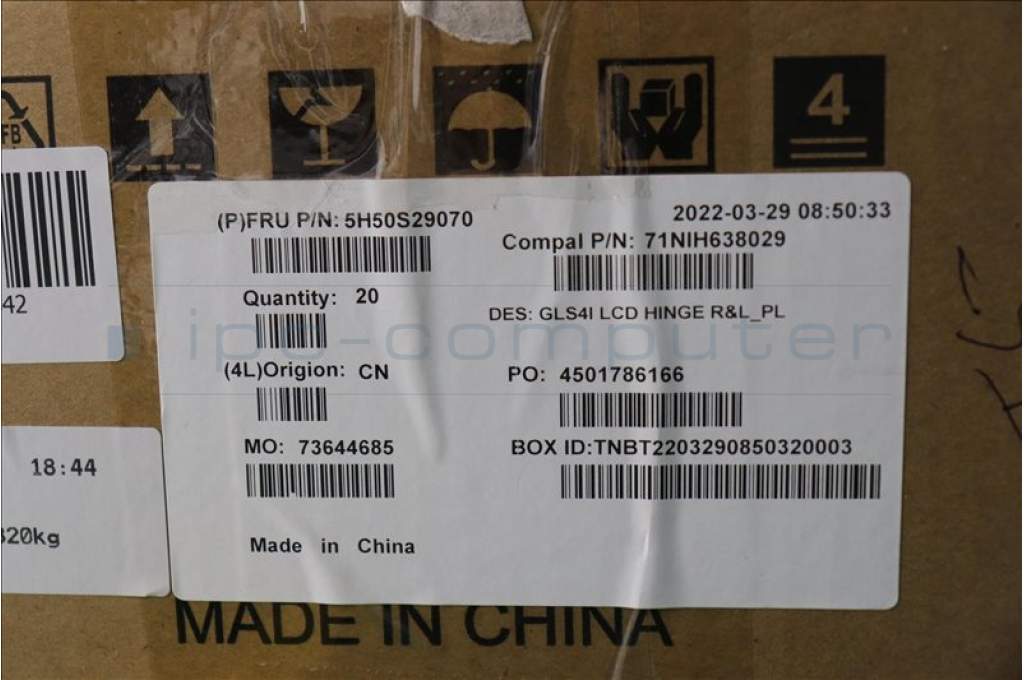 FB
4
42
(P)FRU P/N: 5H50S29070
2022-03-29 08:50:33
Compal P/N: 71NIH638029
Quantity: 20
DES: GLS4I LCD HINGE R&L_PL
ipc-computer
(4L)Origion: CN
PO: 4501786166
MO: 73644685
BOX ID:TNBT2203290850320003
18:44
320kg
Made in China
MADE IN CHINA